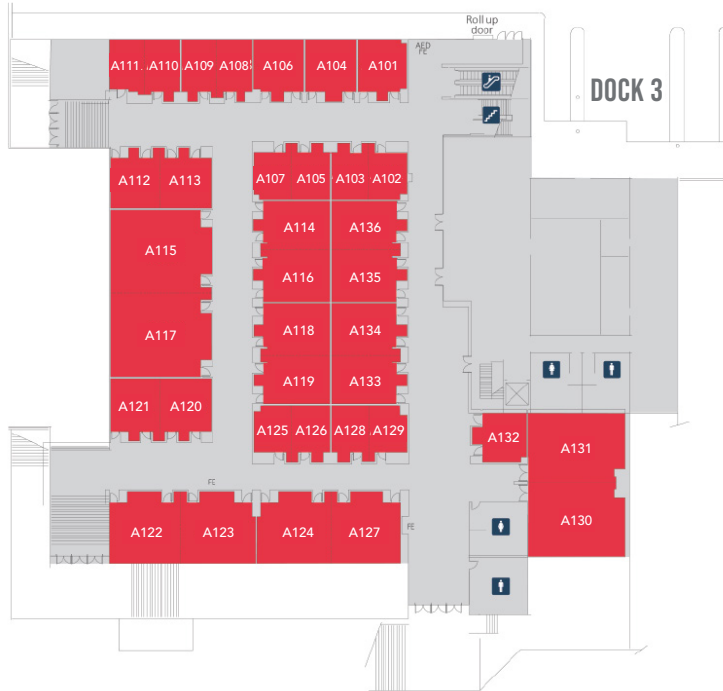 Roll up
door
AED
FE
DOCK 3
A111
A110
A109
A108
A106
A104
A101
A112
A113
A107
A105
A103
A102
A114
A136
A115
A116
A135
A117
A118
A134
A119
A133
A121
A120
A125
A126
A128
A129
A132
A131
FE
A130
A122
A123
A124
A127
FE